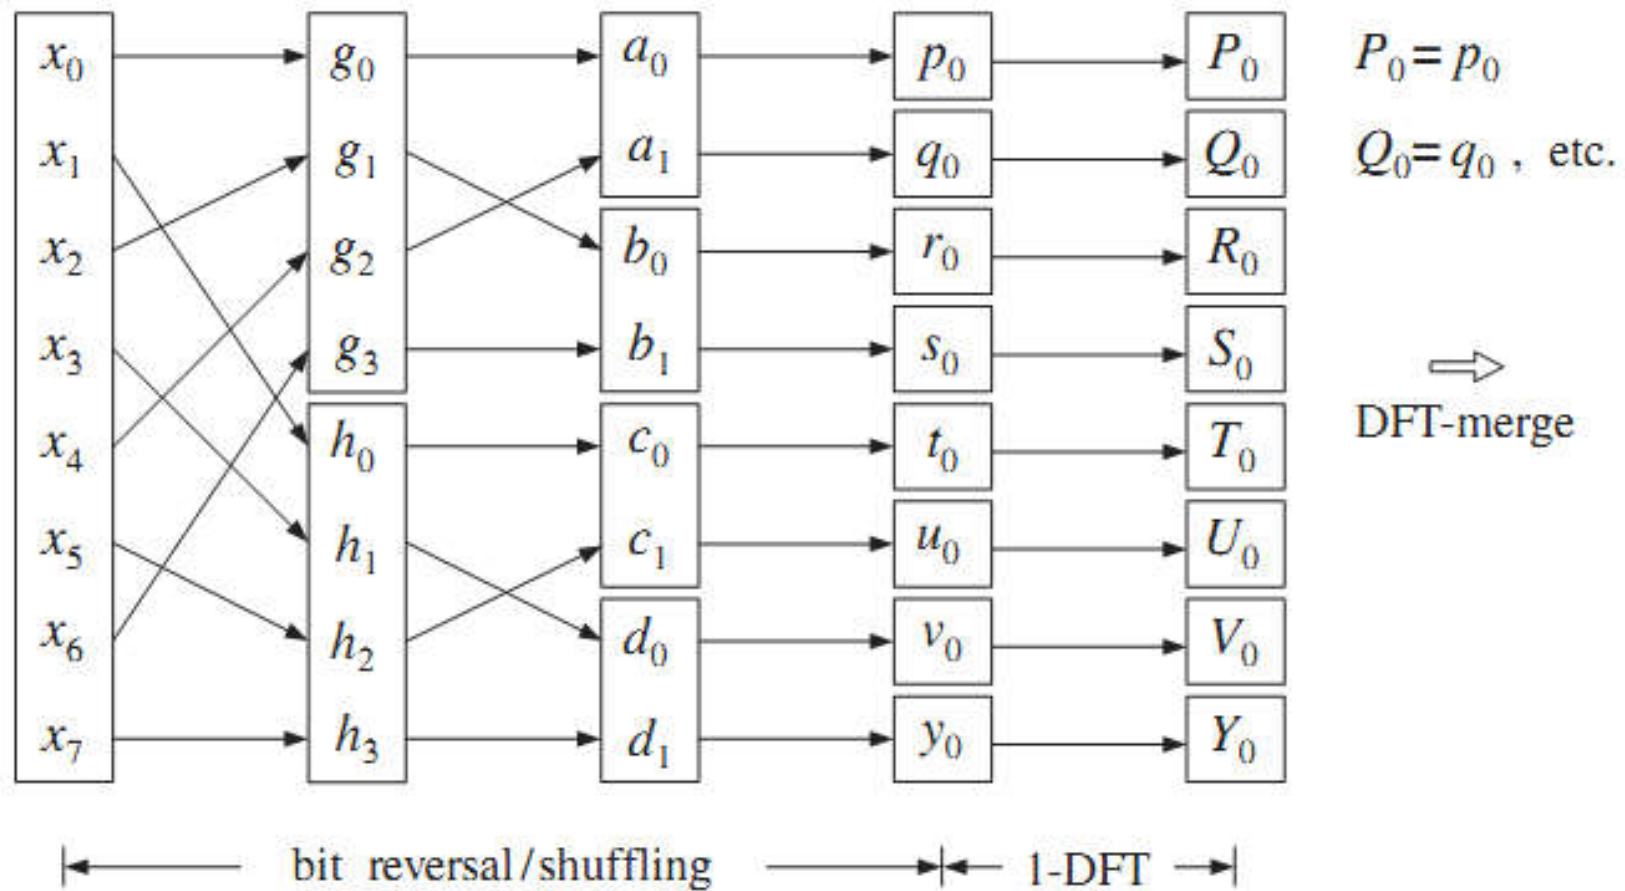 x₀ g₀ a₀ p₀ P₀ P₀=p₀
x₁ g₁ a₁ q₀ Q₀ Q₀=q₀ , etc.
x₂ g₂ b₀ r₀ R₀
x₃ g₃ b₁ s₀ S₀
DFT-merge
x₄ h₀ c₀ t₀ T₀
x₅ h₁ c₁ u₀ U₀
x₆ h₂ d₀ v₀ V₀
x₇ h₃ d₁ y₀ Y₀
bit reversal/shuffling 1-DFT